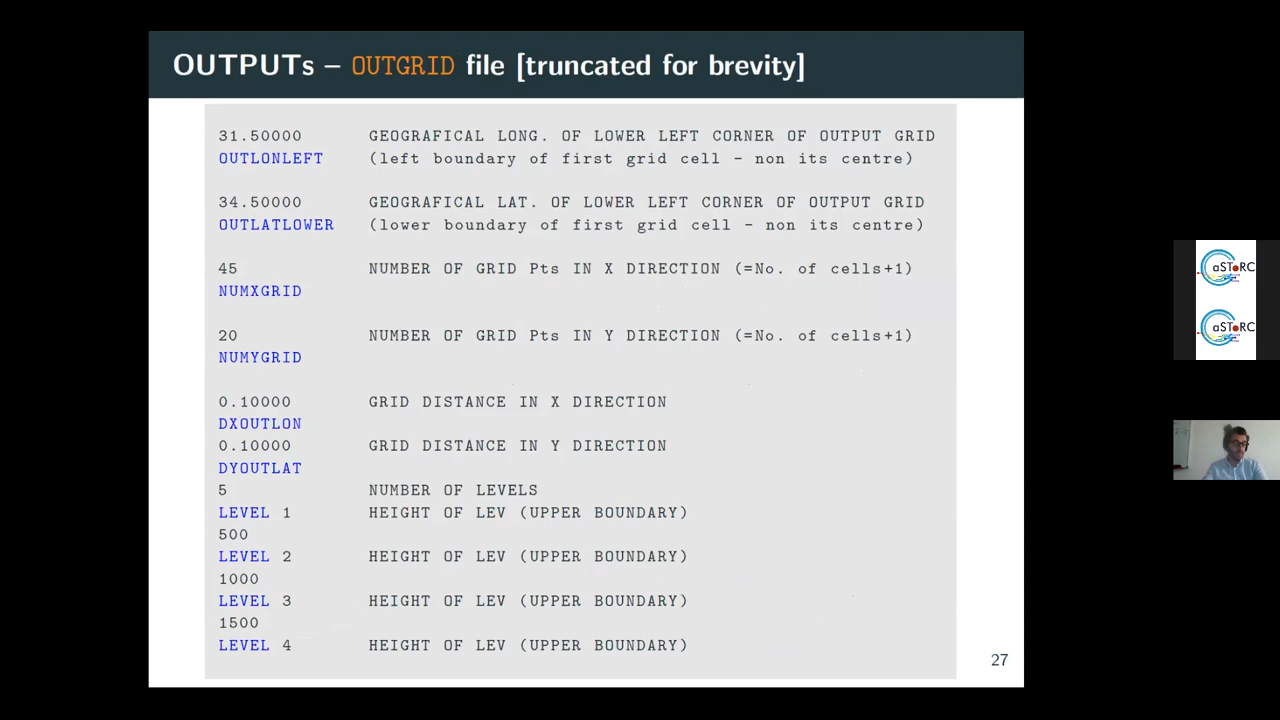 OUTPUTs – OUTGRID file [truncated for brevity]
31.50000 GEOGRAFICAL LONG. OF LOWER LEFT CORNER OF OUTPUT GRID
OUTLONLEFT (left boundary of first grid cell - non its centre)
34.50000 GEOGRAFICAL LAT. OF LOWER LEFT CORNER OF OUTPUT GRID
OUTLATLOWER (lower boundary of first grid cell - non its centre)
45 NUMBER OF GRID Pts IN X DIRECTION (=No. of cells+1)
NUMXGRID
20 NUMBER OF GRID Pts IN Y DIRECTION (=No. of cells+1)
NUMYGRID
0.10000 GRID DISTANCE IN X DIRECTION
DXOUTLON
0.10000 GRID DISTANCE IN Y DIRECTION
DYOUTLAT
5 NUMBER OF LEVELS
LEVEL 1 HEIGHT OF LEV (UPPER BOUNDARY)
500
LEVEL 2 HEIGHT OF LEV (UPPER BOUNDARY)
1000
LEVEL 3 HEIGHT OF LEV (UPPER BOUNDARY)
1500
LEVEL 4 HEIGHT OF LEV (UPPER BOUNDARY)
27
CaSToRC
CaSToRC